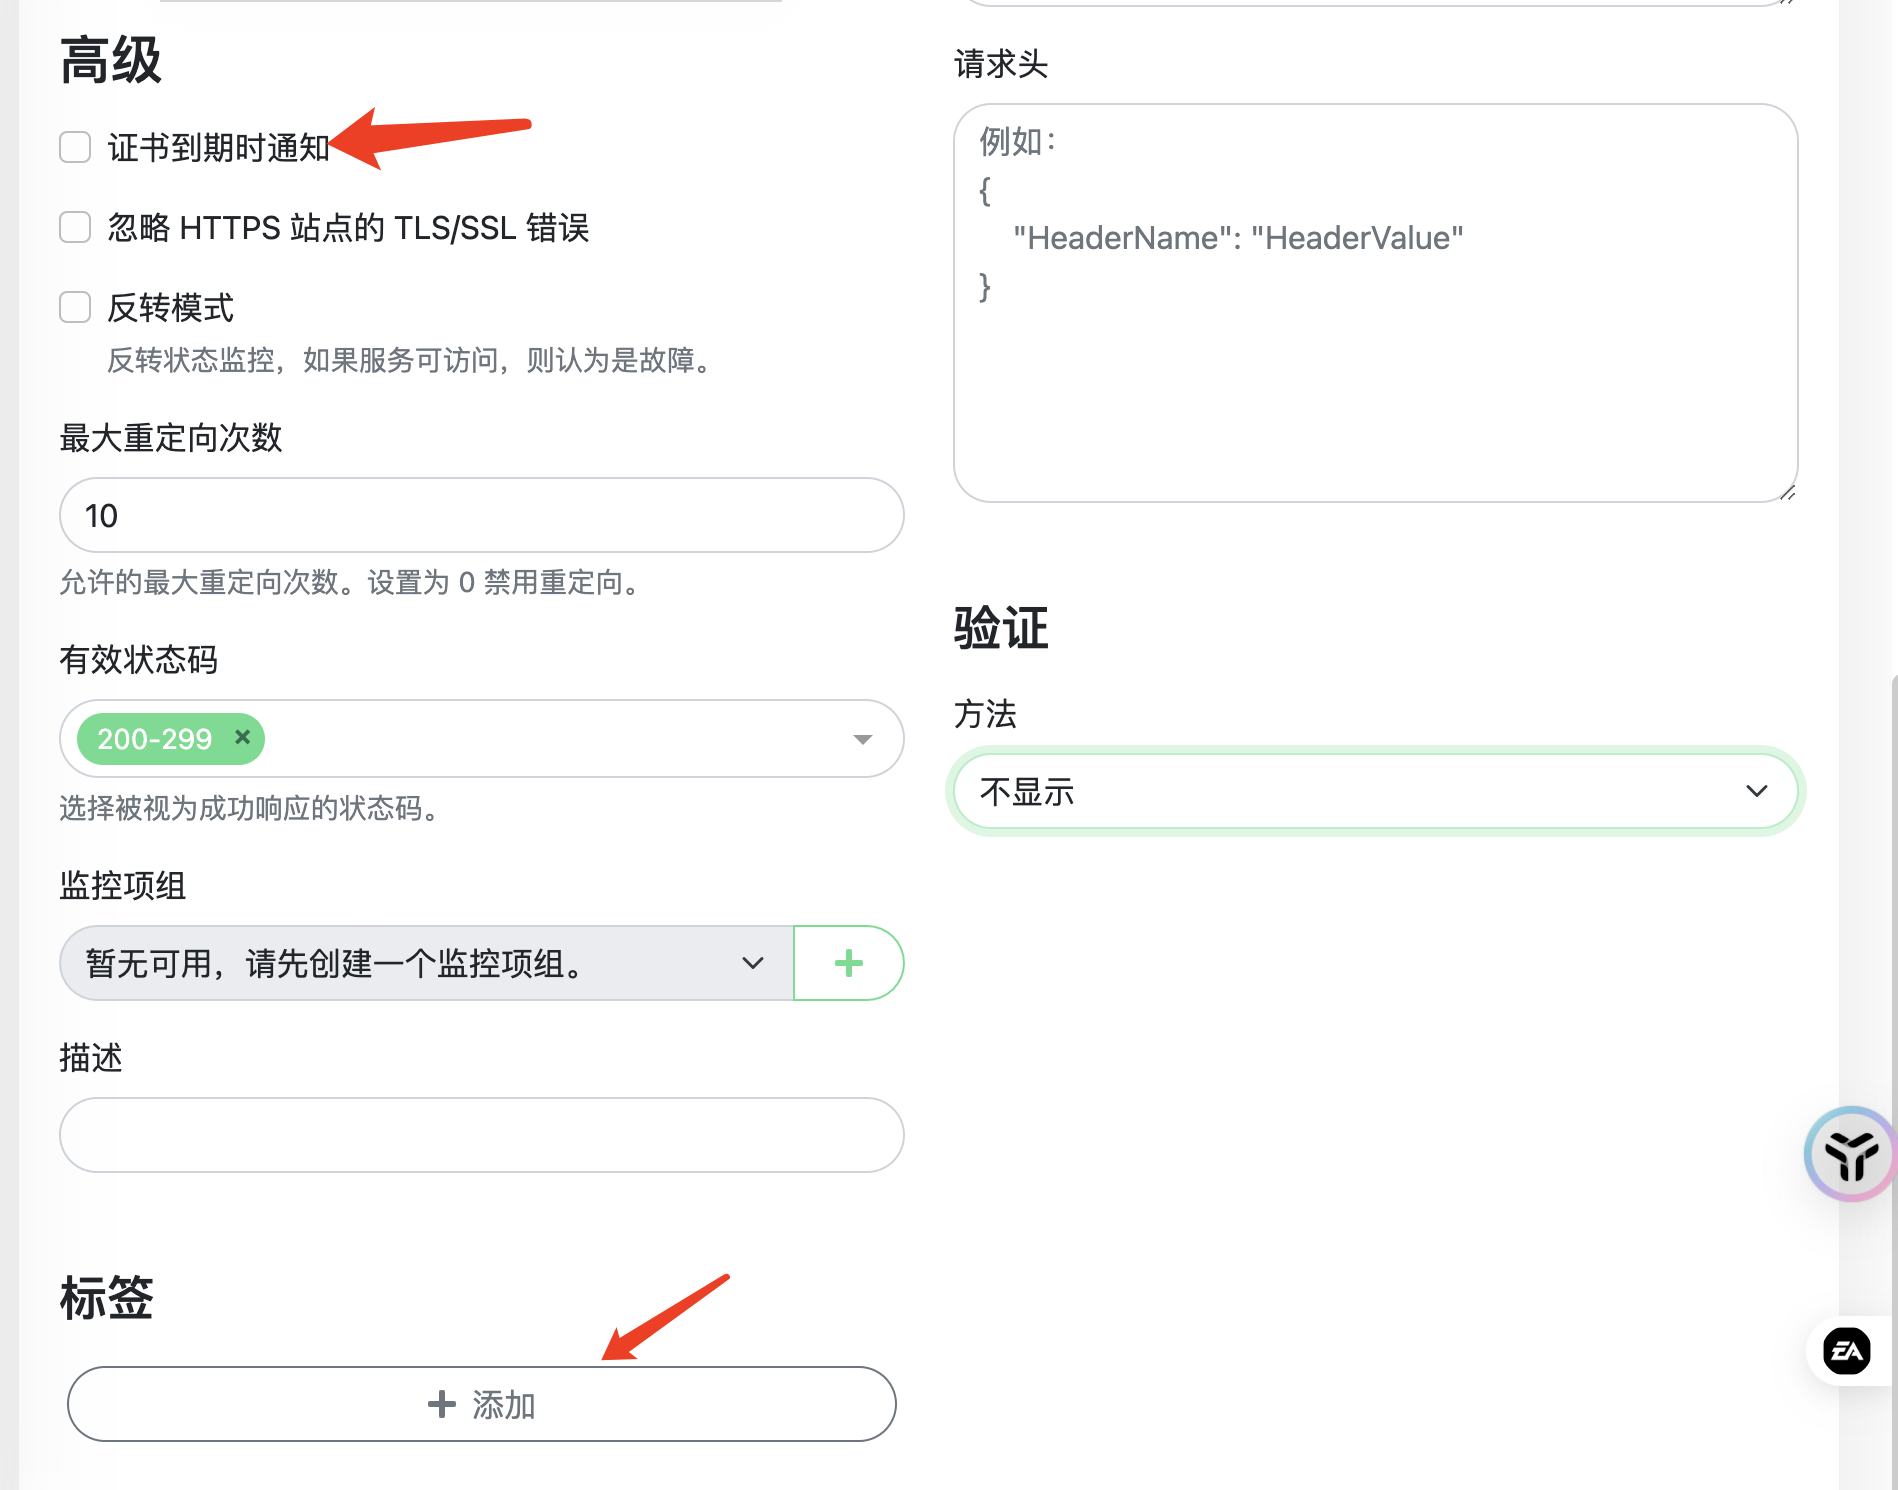 高级
证书到期时通知
忽略 HTTPS 站点的 TLS/SSL 错误
反转模式
反转状态监控，如果服务可访问，则认为是故障。
最大重定向次数
10
允许的最大重定向次数。设置为 0 禁用重定向。
有效状态码
200-299 ×
选择被视为成功响应的状态码。
监控项组
暂无可用，请先创建一个监控项组。
+
描述
标签
+ 添加
请求头
例如：
{
    "HeaderName": "HeaderValue"
}
验证
方法
不显示
EA